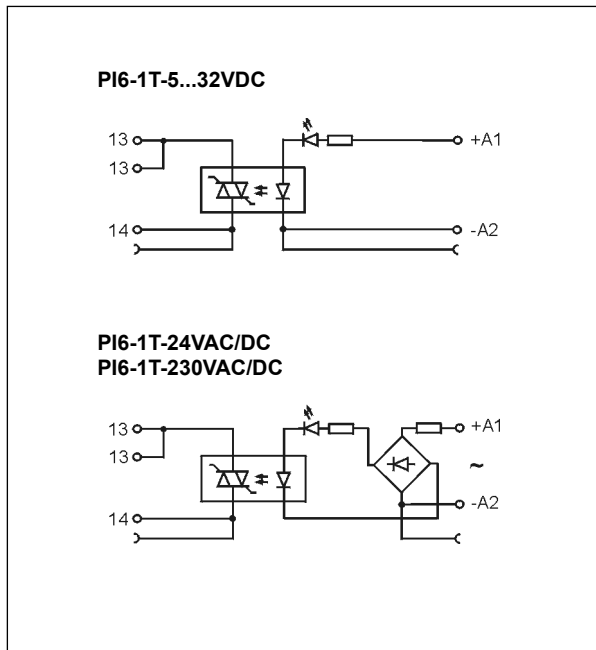 PI6-1T-5...32VDC
13
+A1
13
14
-A2
PI6-1T-24VAC/DC
PI6-1T-230VAC/DC
13
+A1
13
~
14
-A2